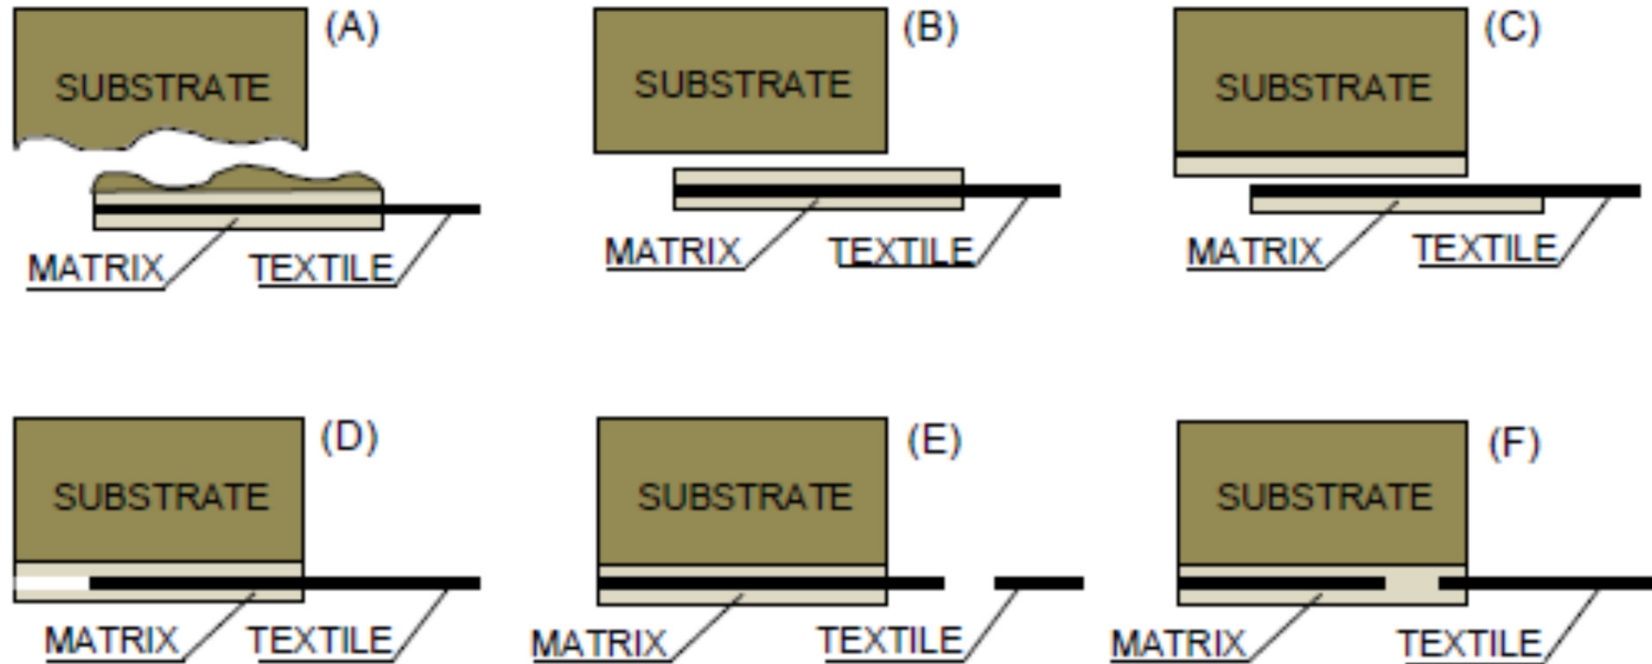 (A)
SUBSTRATE
MATRIX
TEXTILE
(B)
SUBSTRATE
MATRIX
TEXTILE
(C)
SUBSTRATE
MATRIX
TEXTILE
(D)
SUBSTRATE
MATRIX
TEXTILE
(E)
SUBSTRATE
MATRIX
TEXTILE
(F)
SUBSTRATE
MATRIX
TEXTILE